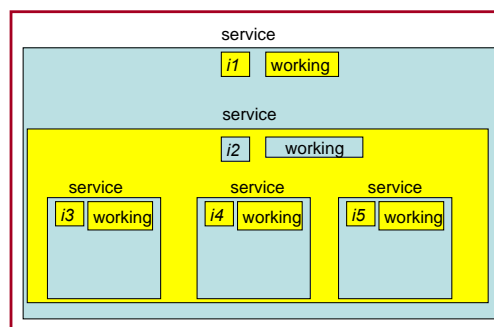 service
i1 working
service
i2 working
service service service
i3 working i4 working i5 working